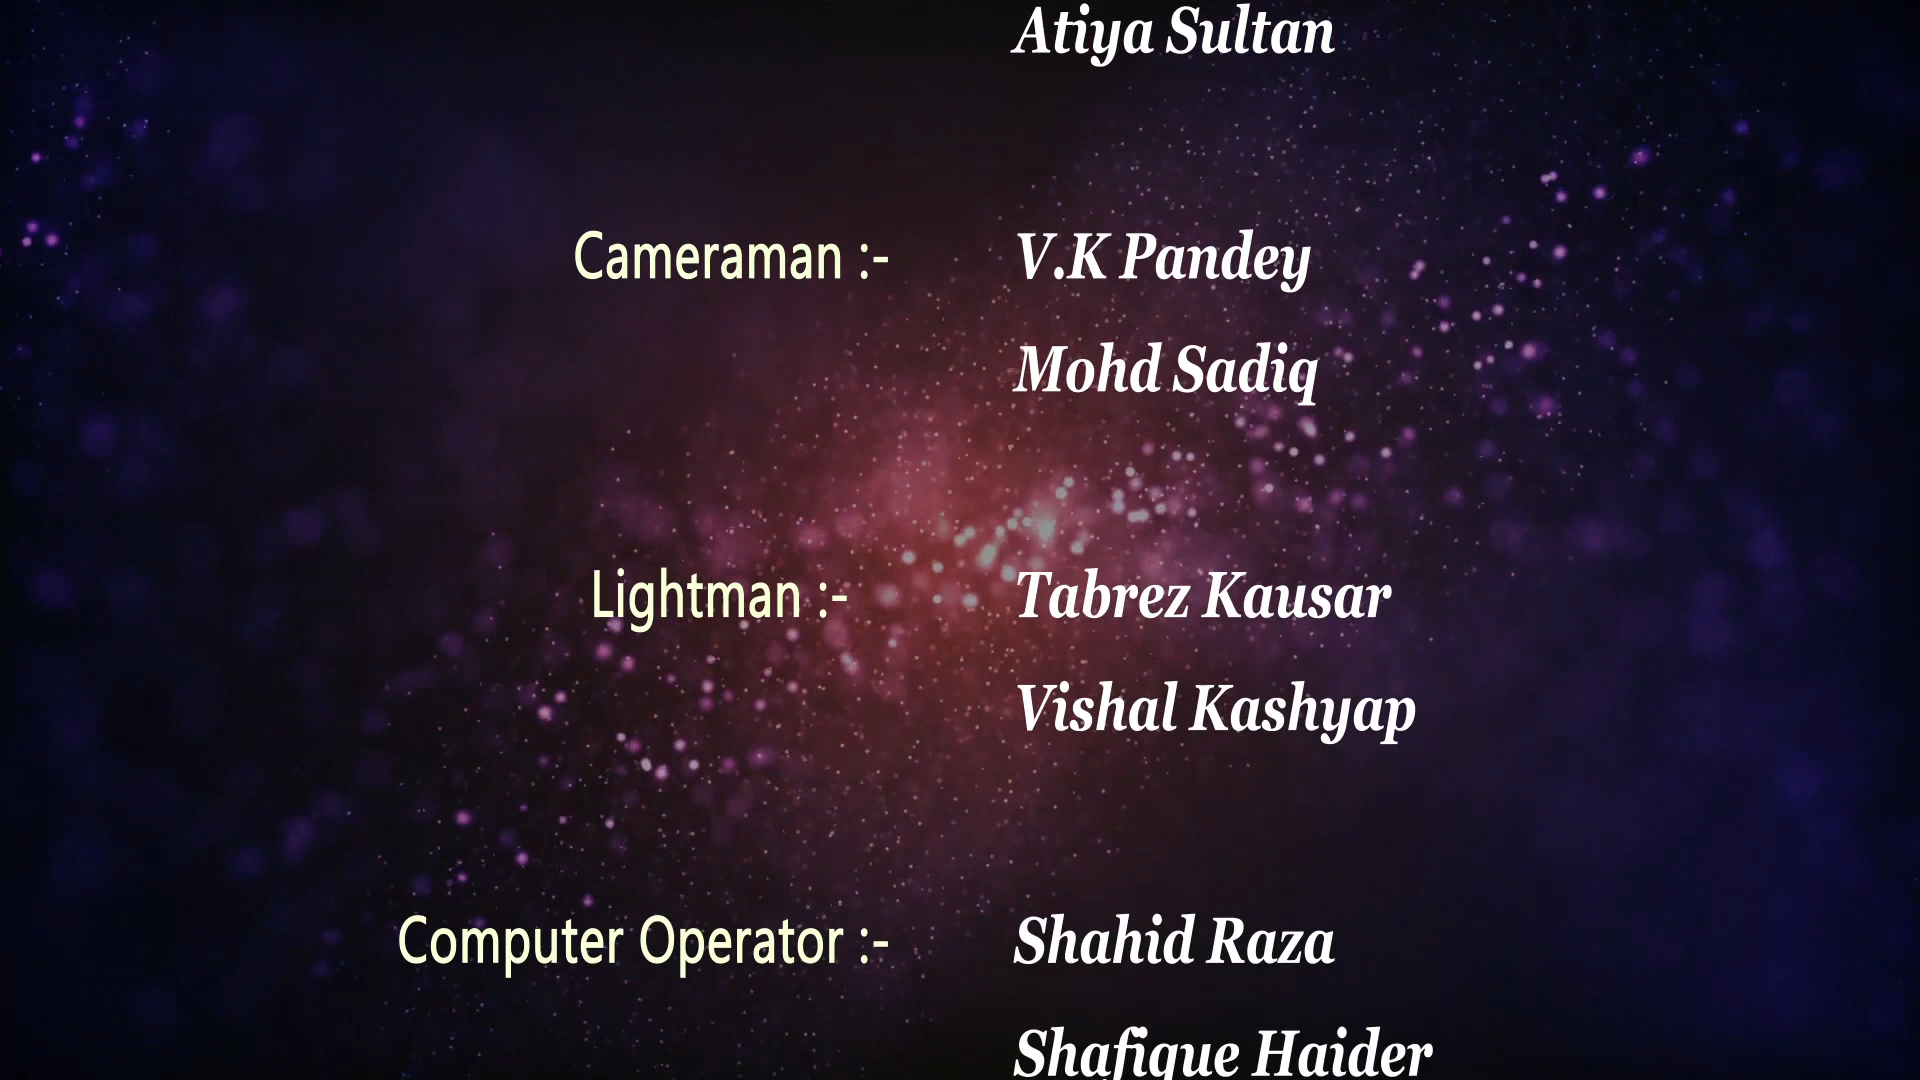 Atiya Sultan
Cameraman :- V.K Pandey
Mohd Sadiq
Lightman :- Tabrez Kausar
Vishal Kashyap
Computer Operator :- Shahid Raza
Shafique Haider